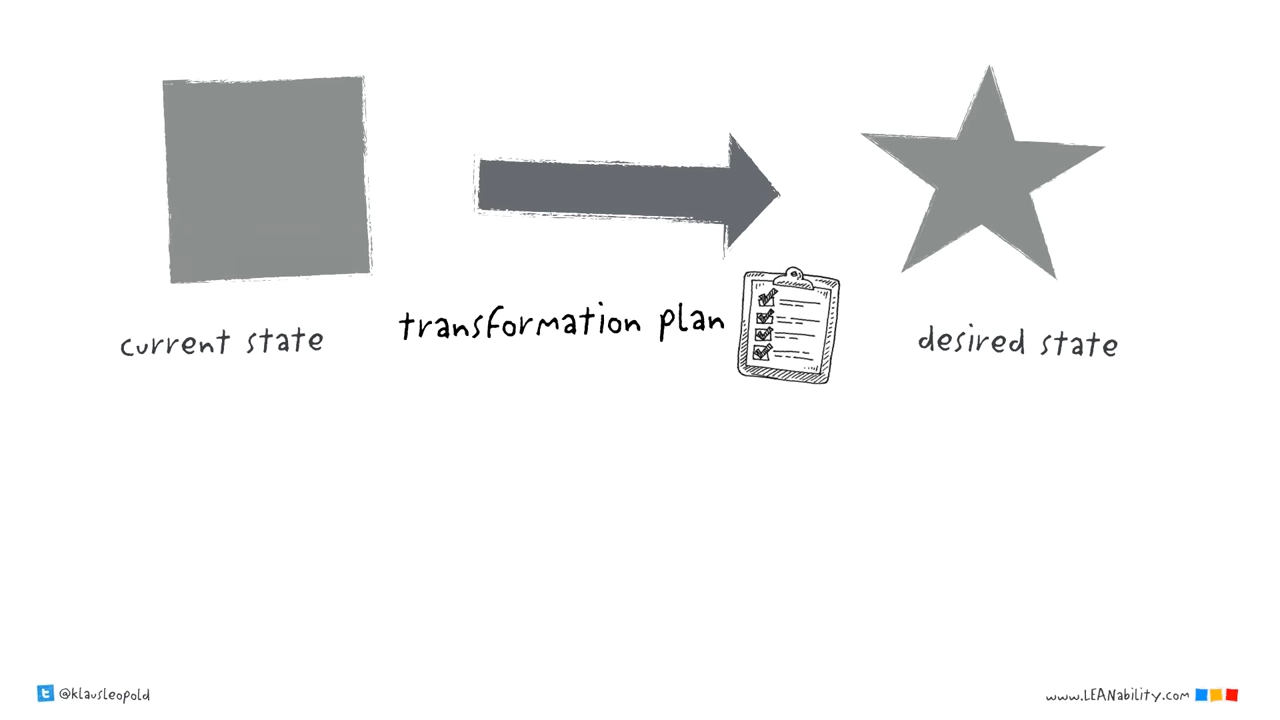 current state
transformation plan
desired state
@klausleopold
www.LEANability.com